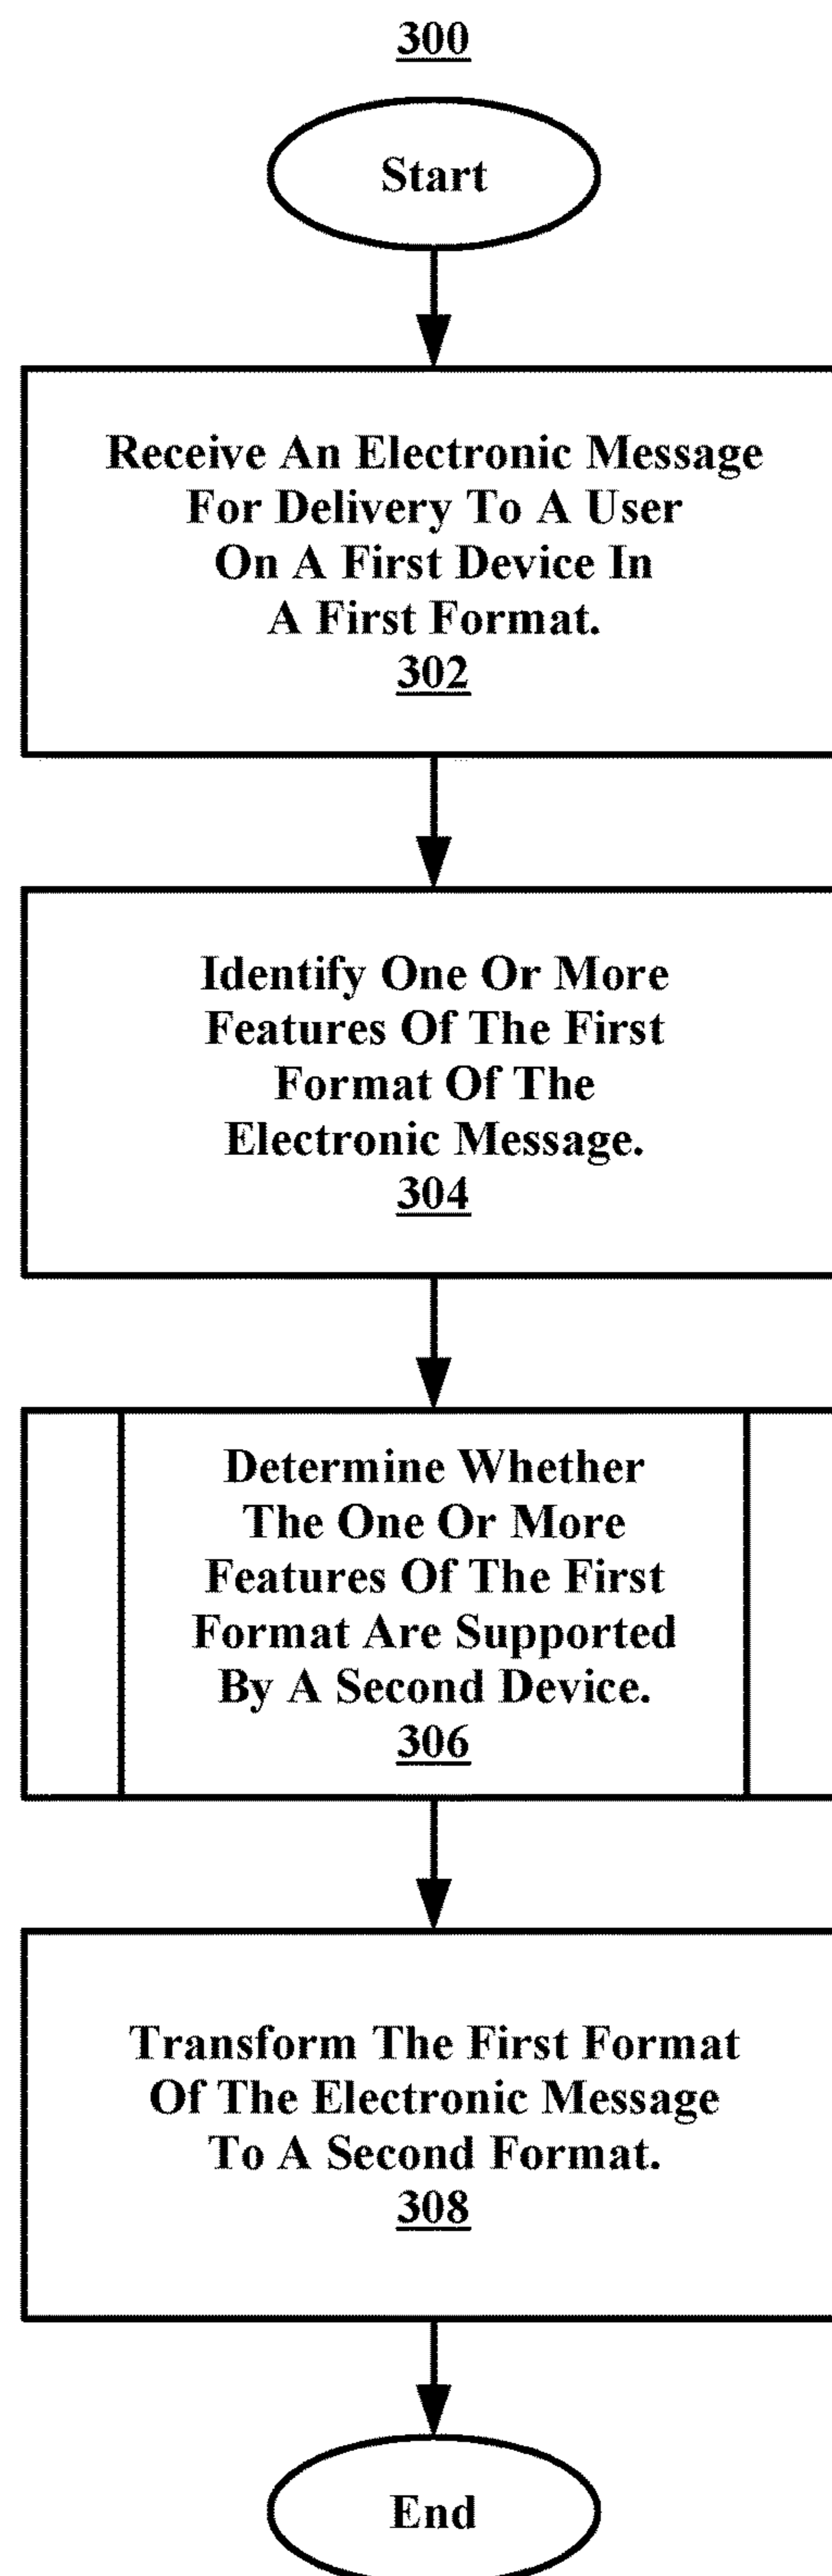 300
Start
Receive An Electronic Message
For Delivery To A User
On A First Device In
A First Format.
302
Identify One Or More
Features Of The First
Format Of The
Electronic Message.
304
Determine Whether
The One Or More
Features Of The First
Format Are Supported
By A Second Device.
306
Transform The First Format
Of The Electronic Message
To A Second Format.
308
End